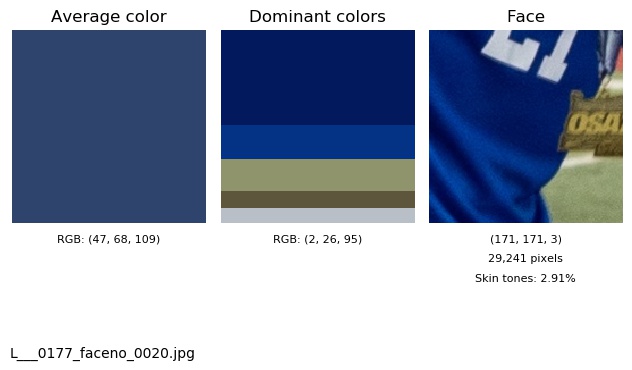 Average color
Dominant colors
Face
RGB: (47, 68, 109)
RGB: (2, 26, 95)
(171, 171, 3)
29,241 pixels
Skin tones: 2.91%
L___0177_faceno_0020.jpg